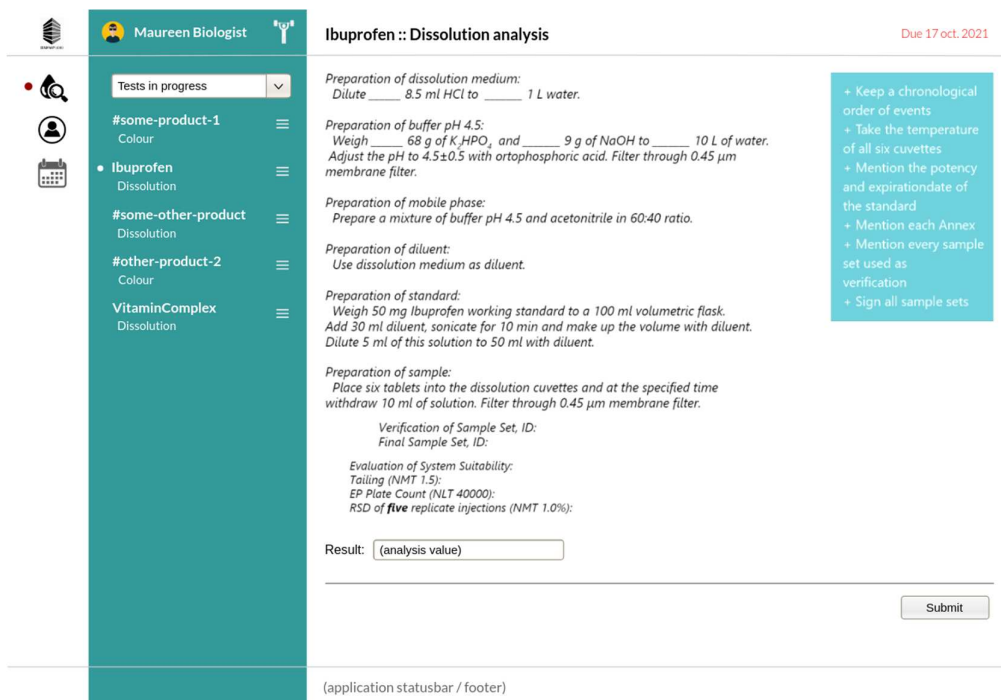 Maureen Biologist
Ibuprofen :: Dissolution analysis
Due 17 oct. 2021
Tests in progress
#some-product-1
Colour
Ibuprofen
Dissolution
#some-other-product
Dissolution
#other-product-2
Colour
VitaminComplex
Dissolution
Preparation of dissolution medium:
Dilute _____ 8.5 ml HCl to ______ 1 L water.
Preparation of buffer pH 4.5:
Weigh _____ 68 g of K2HPO4 and ______ 9 g of NaOH to ______ 10 L of water.
Adjust the pH to 4.5±0.5 with ortophosphoric acid. Filter through 0.45 µm
membrane filter.
Preparation of mobile phase:
Prepare a mixture of buffer pH 4.5 and acetonitrile in 60:40 ratio.
Preparation of diluent:
Use dissolution medium as diluent.
Preparation of standard:
Weigh 50 mg Ibuprofen working standard to a 100 ml volumetric flask.
Add 30 ml diluent, sonicate for 10 min and make up the volume with diluent.
Dilute 5 ml of this solution to 50 ml with diluent.
Preparation of sample:
Place six tablets into the dissolution cuvettes and at the specified time
withdraw 10 ml of solution. Filter through 0.45 µm membrane filter.
Verification of Sample Set, ID:
Final Sample Set, ID:
Evaluation of System Suitability:
Tailing (NMT 1.5):
EP Plate Count (NLT 40000):
RSD of five replicate injections (NMT 1.0%):
Result: (analysis value)
+ Keep a chronological
order of events
+ Take the temperature
of all six cuvettes
+ Mention the potency
and expirationdate of
the standard
+ Mention each Annex
+ Mention every sample
set used as
verification
+ Sign all sample sets
Submit
(application statusbar / footer)